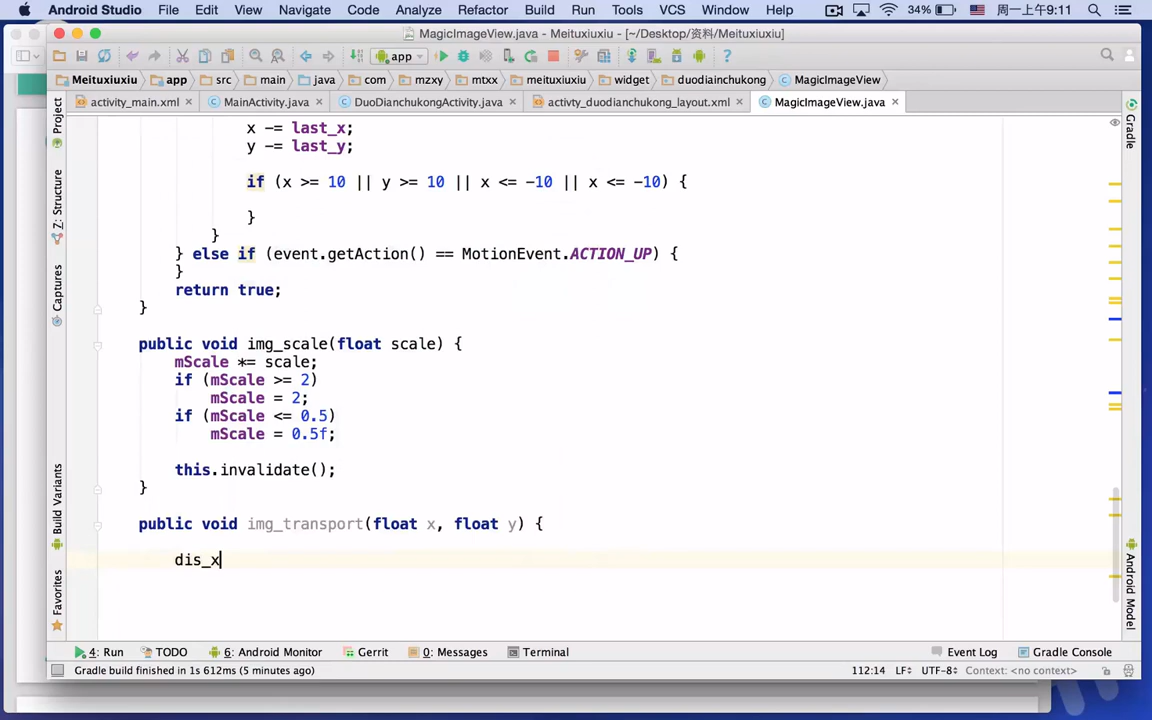 Android Studio File Edit View Navigate Code Analyze Refactor Build Run Tools VCS Window Help 34% 周一上午9:11
MagicImageView.java - Meituxiuxiu - [~/Desktop/资料/Meituxiuxiu]
app
Meituxiuxiu app src main java com mzxy mtxx meituxiuxiu widget duodianchukong MagicImageView
activity_main.xml MainActivity.java DuoDianchukongActivity.java activty_duodianchukong_layout.xml MagicImageView.java
x -= last_x;
y -= last_y;
if (x >= 10 || y >= 10 || x <= -10 || x <= -10) {
}
}
} else if (event.getAction() == MotionEvent.ACTION_UP) {
}
return true;
}
public void img_scale(float scale) {
mScale *= scale;
if (mScale >= 2)
mScale = 2;
if (mScale <= 0.5)
mScale = 0.5f;
this.invalidate();
}
public void img_transport(float x, float y) {
dis_x
Project
Z: Structure
Captures
Build Variants
Favorites
Gradle
Android Model
4: Run TODO 6: Android Monitor Gerrit 0: Messages Terminal Event Log Gradle Console
Gradle build finished in 1s 612ms (5 minutes ago) 112:14 LF UTF-8 Context: <no context>